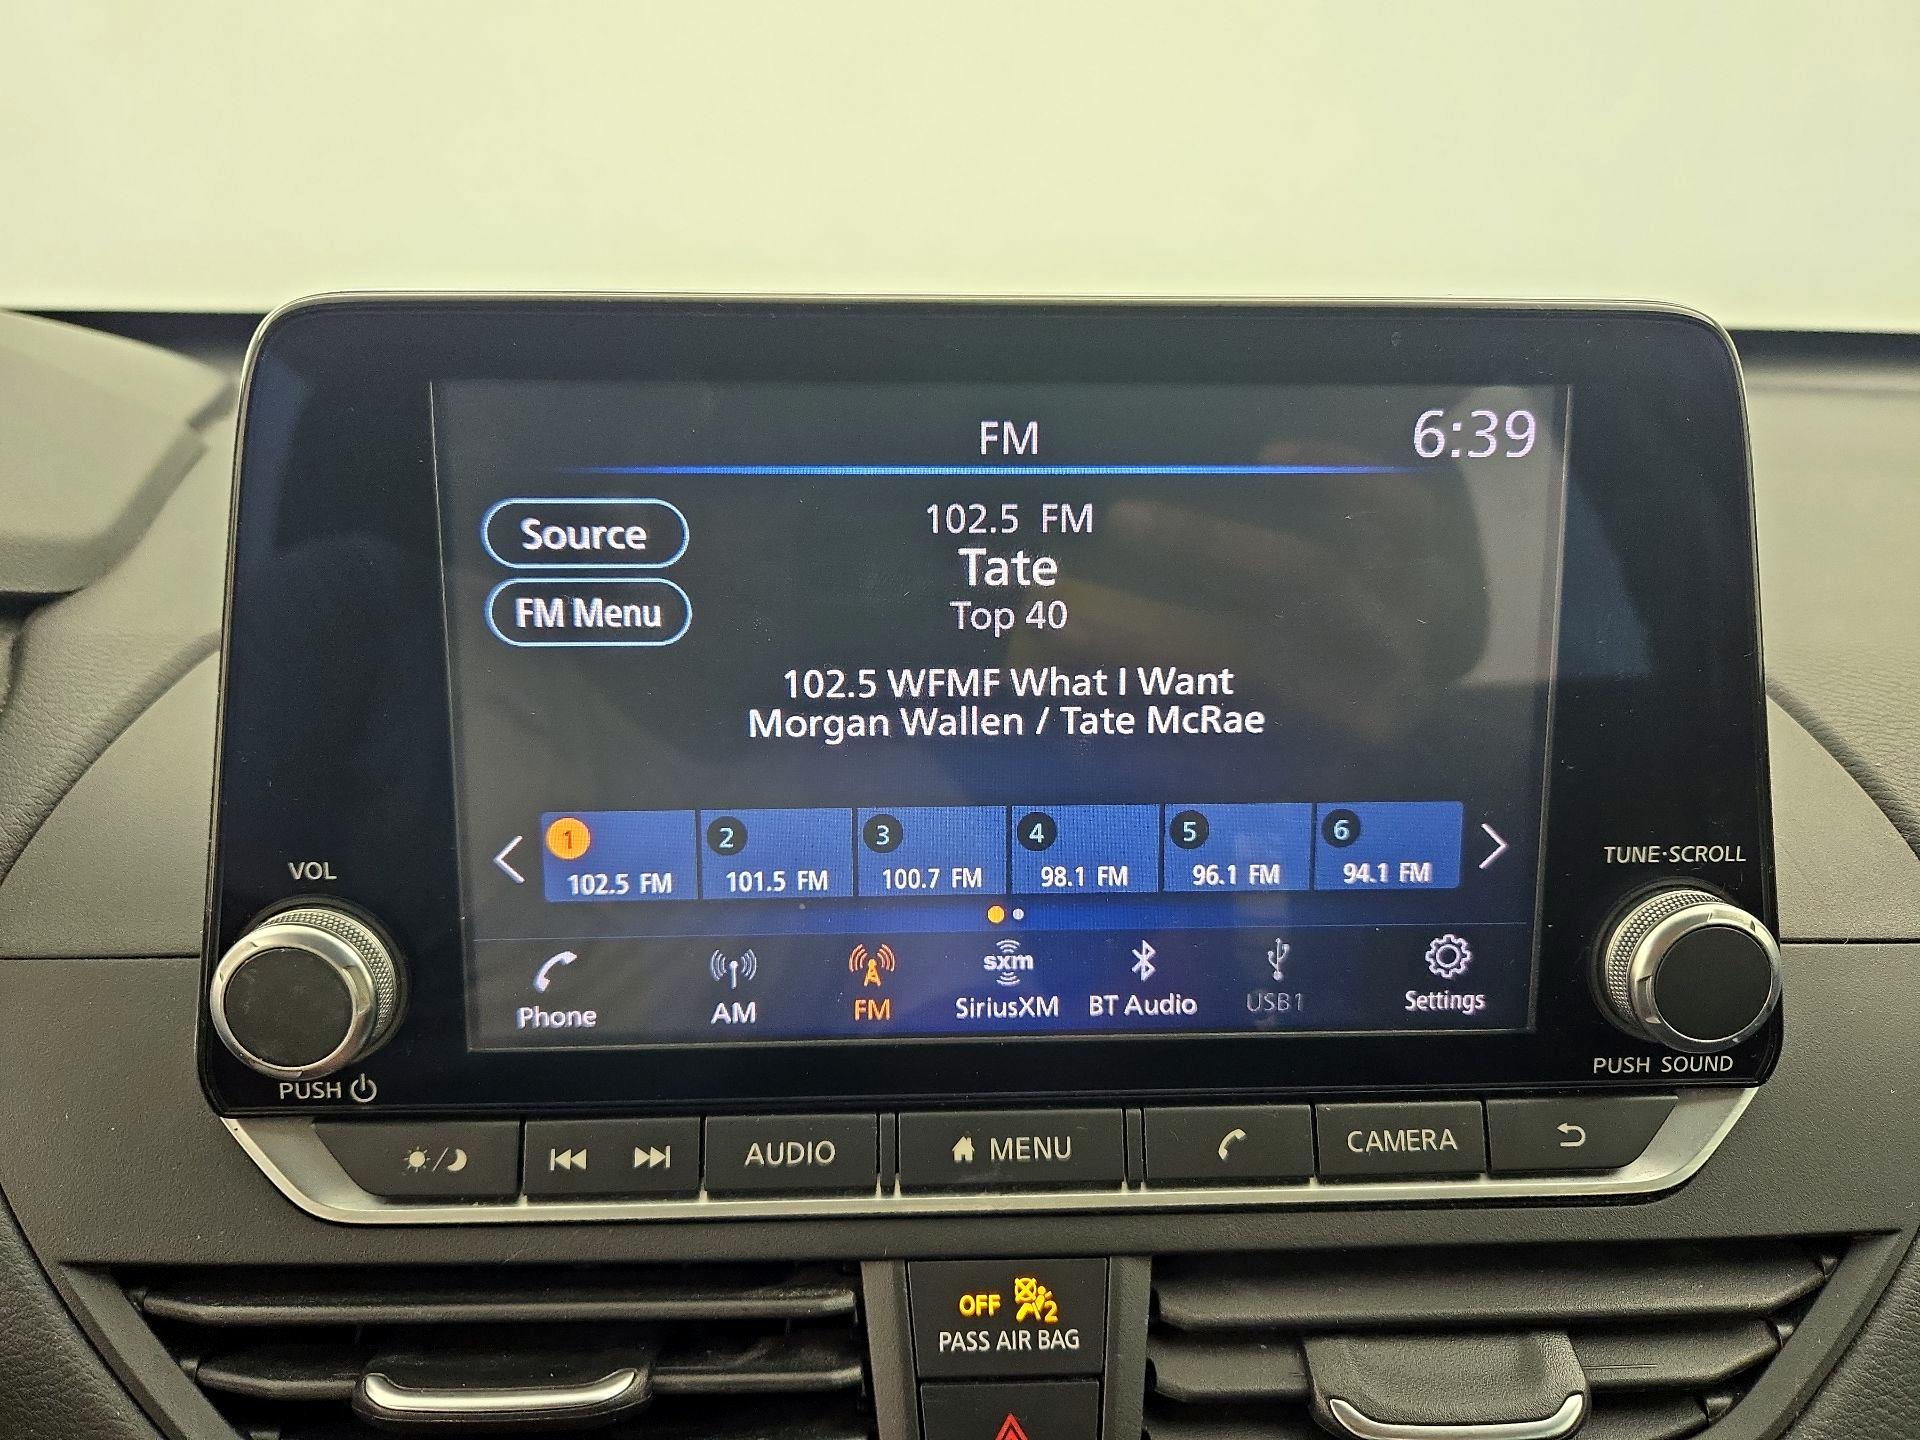 FM
6:39
Source
102.5 FM
Tate
FM Menu
Top 40
102.5 WFMF What I Want
Morgan Wallen / Tate McRae
1
102.5 FM
2
101.5 FM
3
100.7 FM
4
98.1 FM
5
96.1 FM
6
94.1 FM
VOL
TUNE·SCROLL
Phone
AM
FM
sxm
SiriusXM
BT Audio
USB1
Settings
PUSH
PUSH SOUND
AUDIO
MENU
CAMERA
OFF 2
PASS AIR BAG